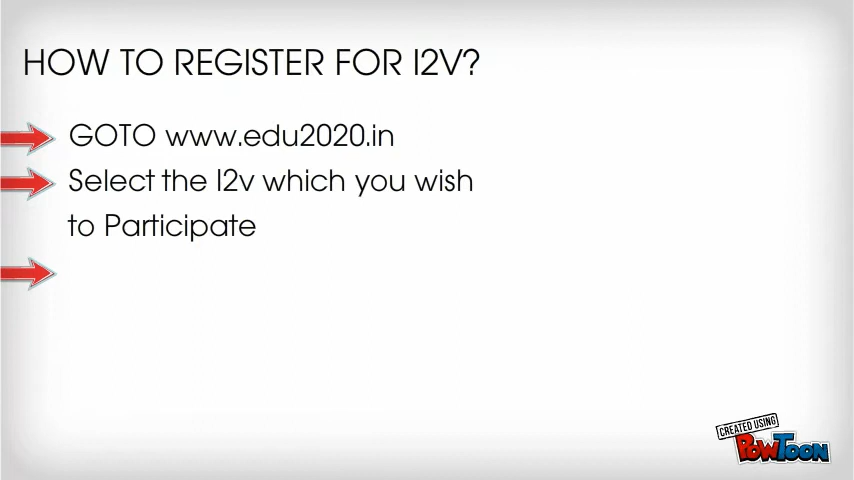 HOW TO REGISTER FOR I2V?
GOTO www.edu2020.in
Select the I2v which you wish
to Participate
CREATED USING
POWTOON